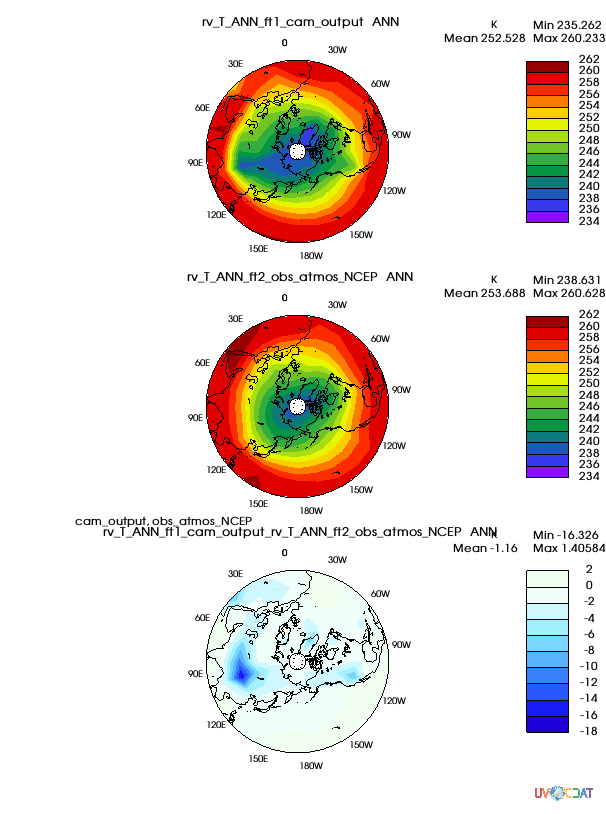 rv_T_ANN_ft1_cam_output ANN
K Min 235.262
Mean 252.528 Max 260.233
0
30W
60W
90W
120W
150W
180W
150E
120E
90E
60E
30E
262
260
258
256
254
252
250
248
246
244
242
240
238
236
234
rv_T_ANN_ft2_obs_atmos_NCEP ANN
K Min 238.631
Mean 253.688 Max 260.628
0
30W
60W
90W
120W
150W
180W
150E
120E
90E
60E
30E
262
260
258
256
254
252
250
248
246
244
242
240
238
236
234
cam_output, obs_atmos_NCEP
rv_T_ANN_ft1_cam_output_rv_T_ANN_ft2_obs_atmos_NCEP ANN
K Min -16.326
Mean -1.16 Max 1.40584
0
30W
60W
90W
120W
150W
180W
150E
120E
90E
60E
30E
2
0
-2
-4
-6
-8
-10
-12
-14
-16
-18
UV CDAT